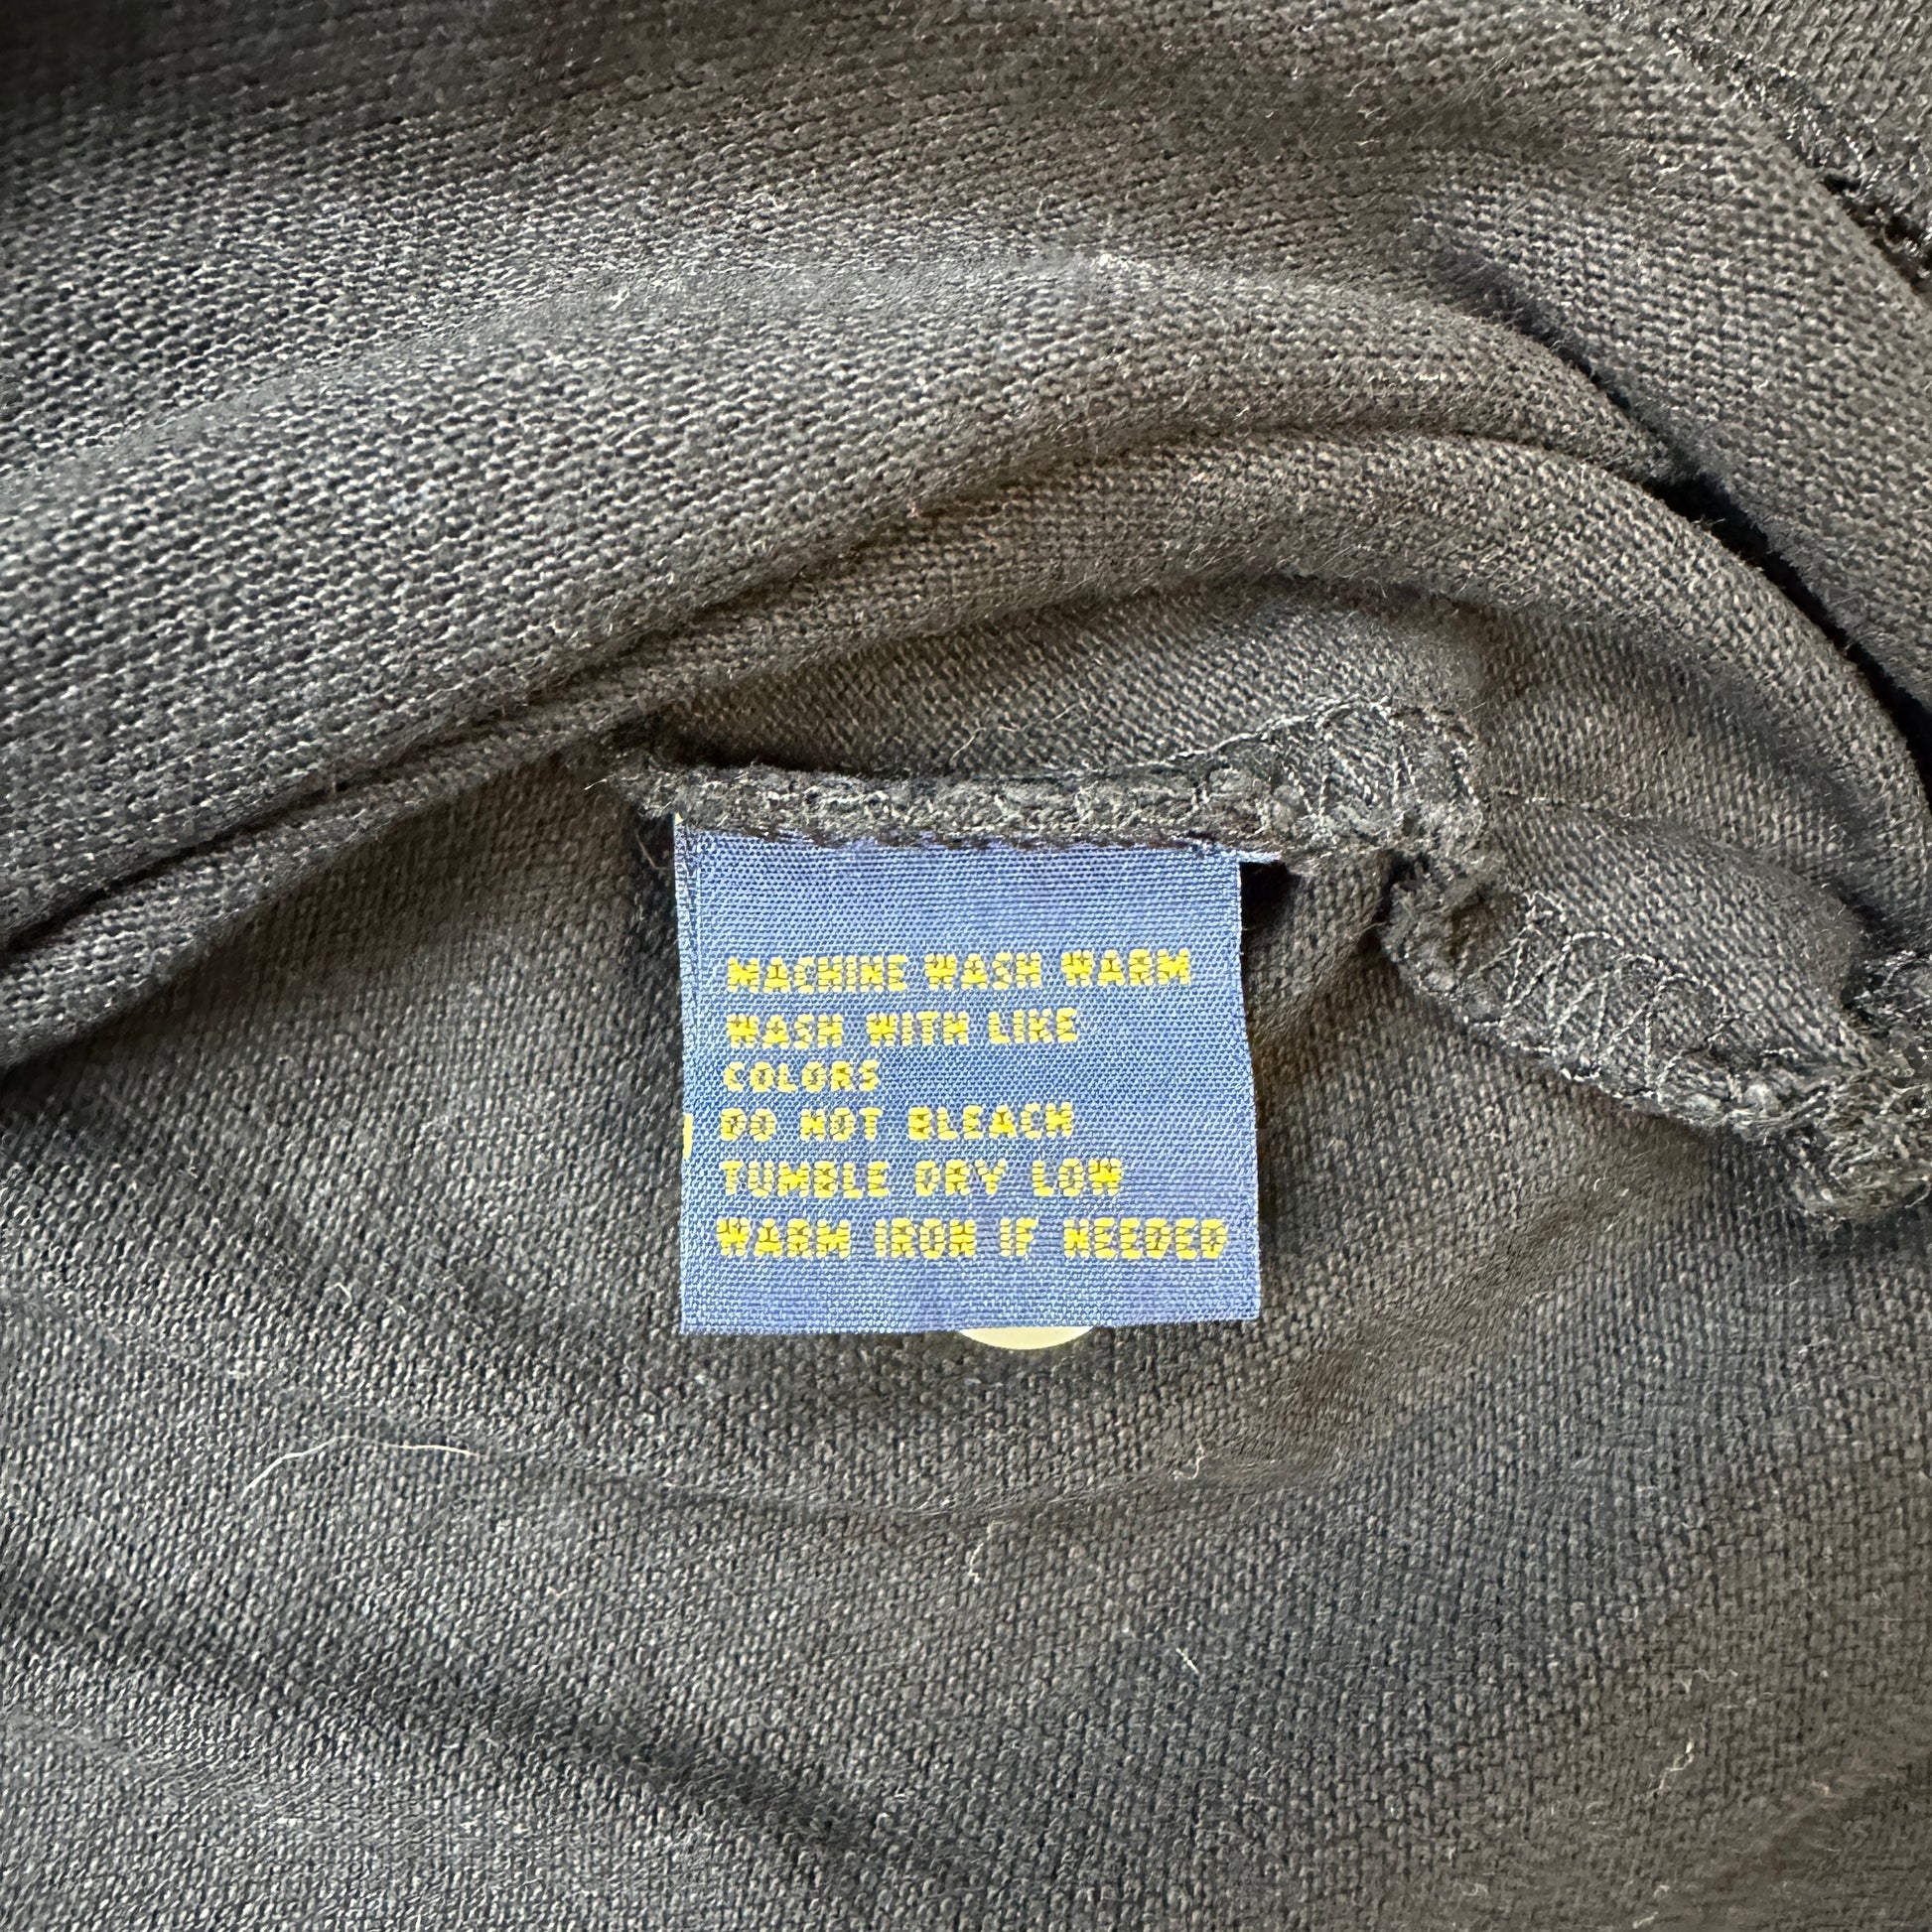 MACHINE WASH WARM
WASH WITH LIKE
COLORS
DO NOT BLEACH
TUMBLE DRY LOW
WARM IRON IF NEEDED